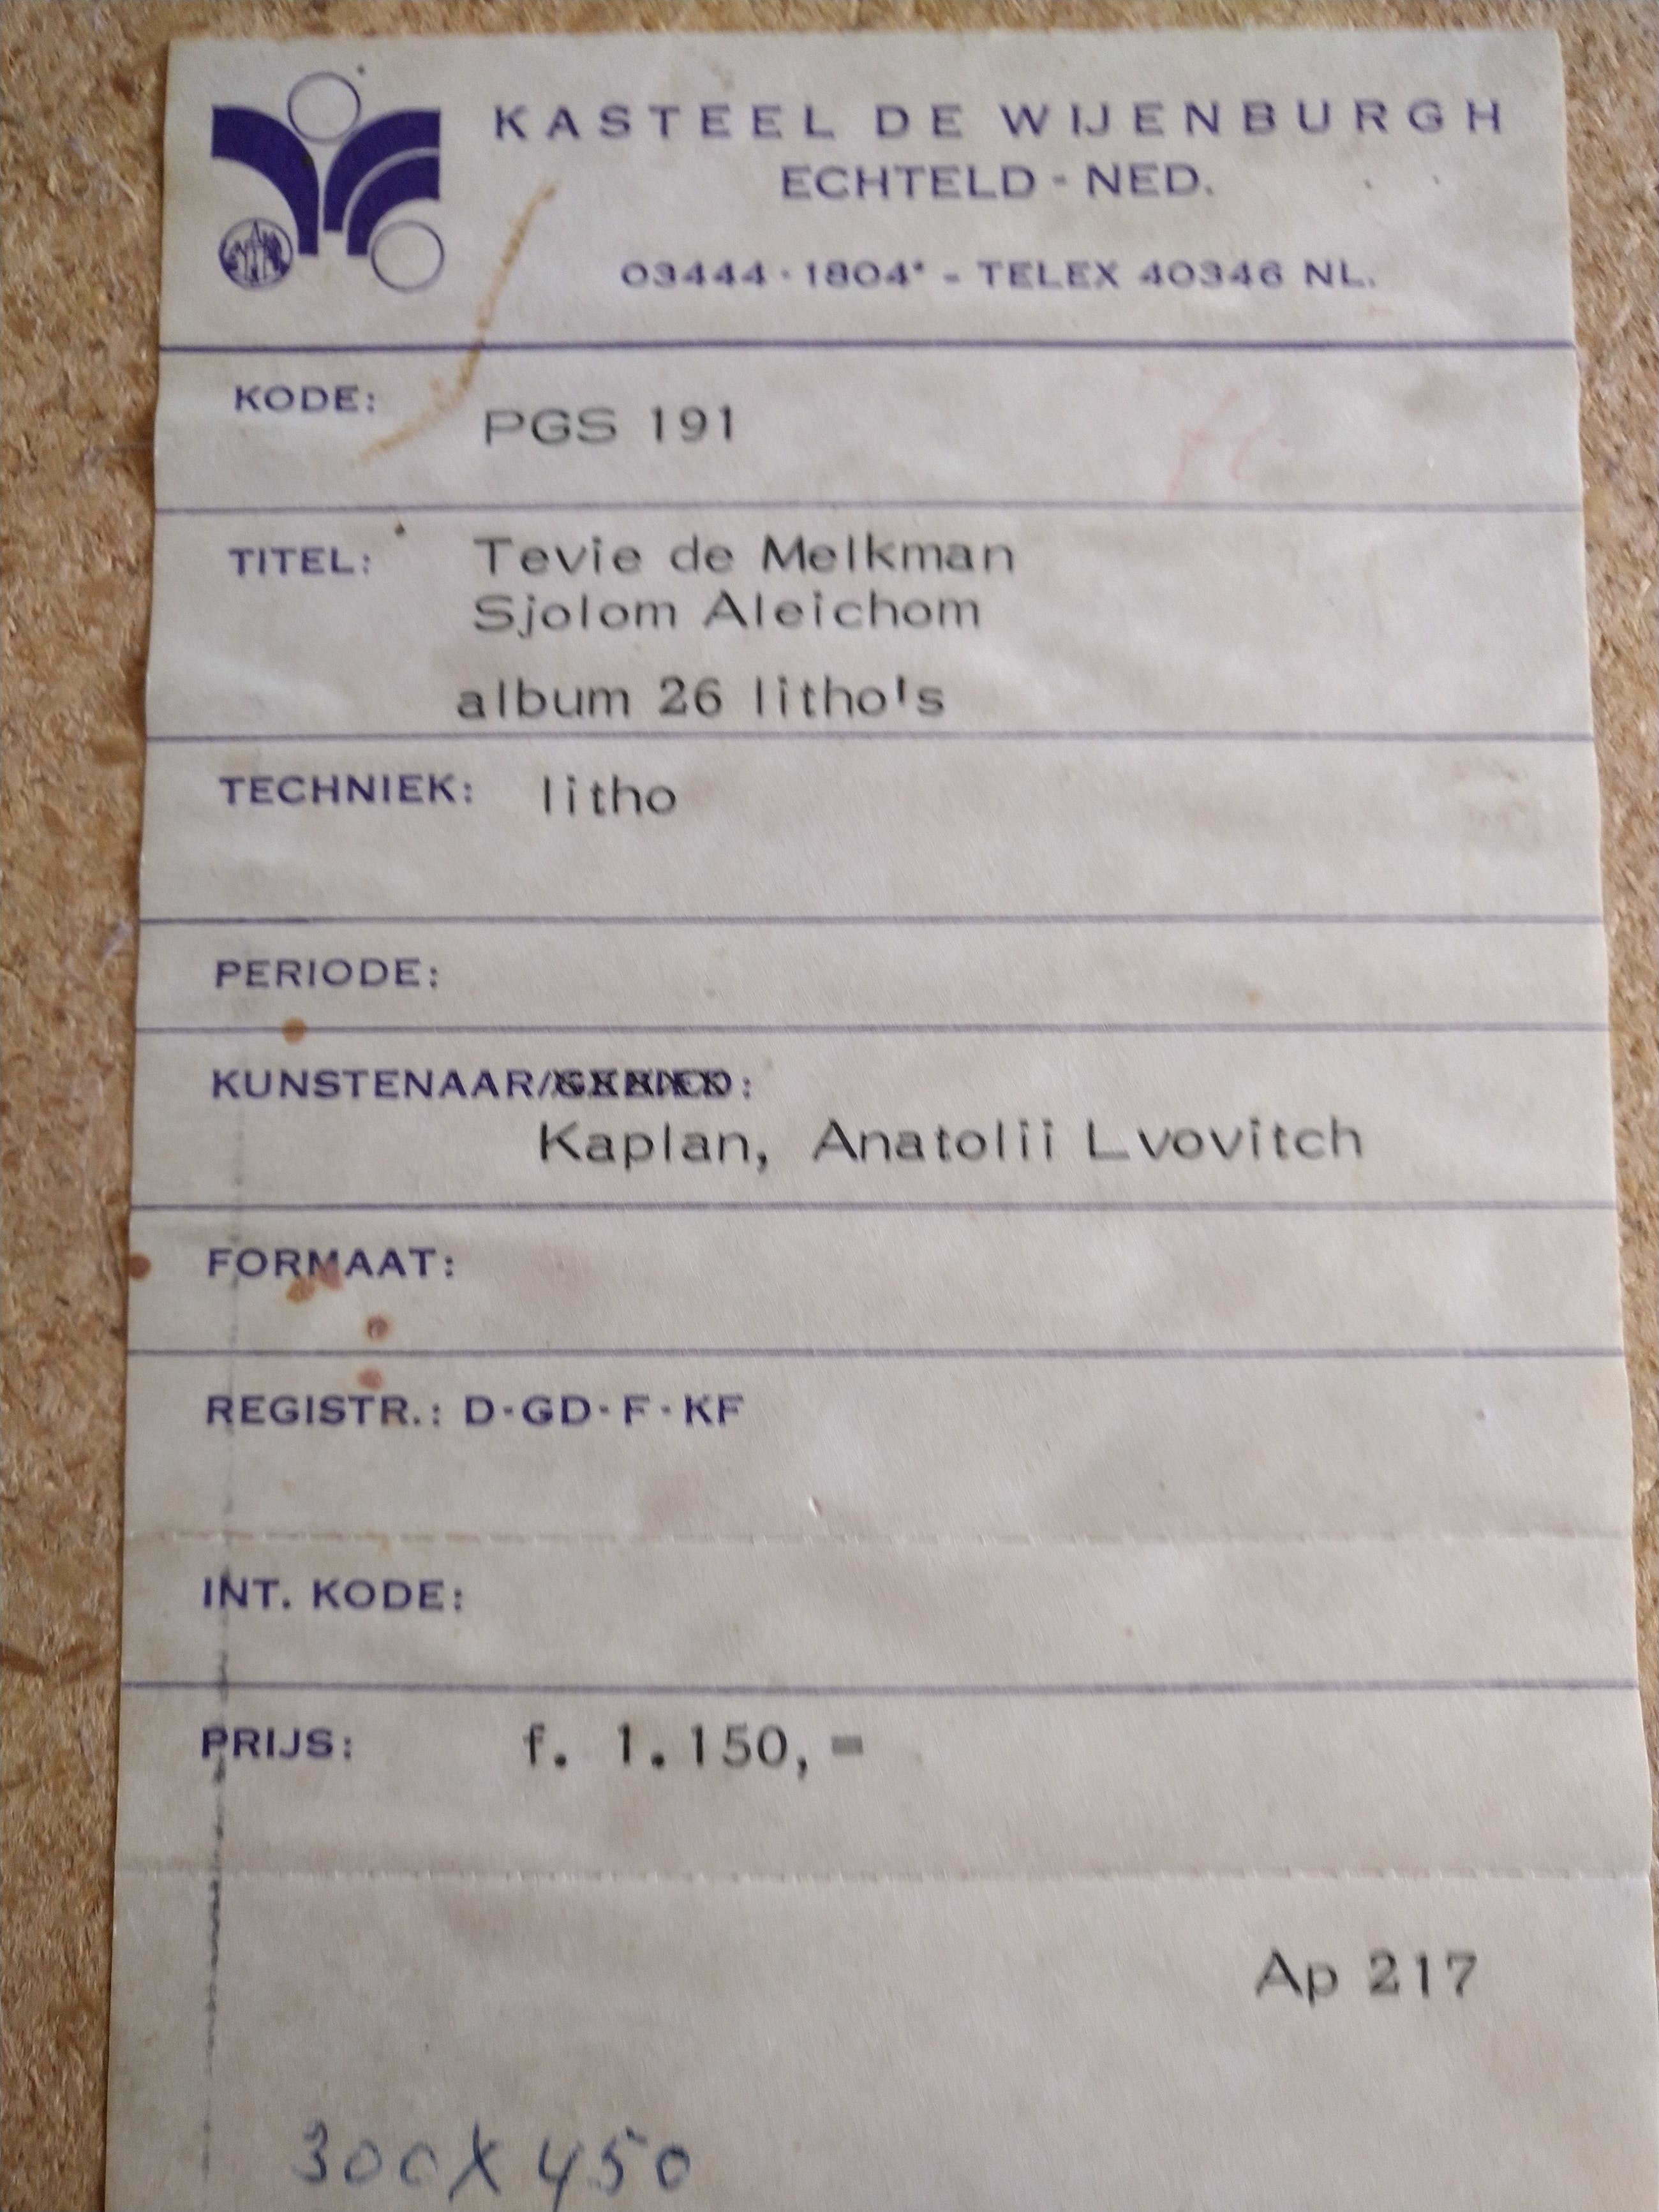 KASTEEL DE WIJENBURGH
ECHTELD - NED.
03444 - 1804* - TELEX 40346 NL.
KODE: PGS 191
TITEL: Tevie de Melkman
Sjolom Aleichom
album 26 litho's
TECHNIEK: litho
PERIODE:
KUNSTENAAR/
Kaplan, Anatolii Lvovitch
FORMAAT:
REGISTR.: D-GD-F-KF
INT. KODE:
PRIJS: f. 1.150,=
Ap 217
300X450